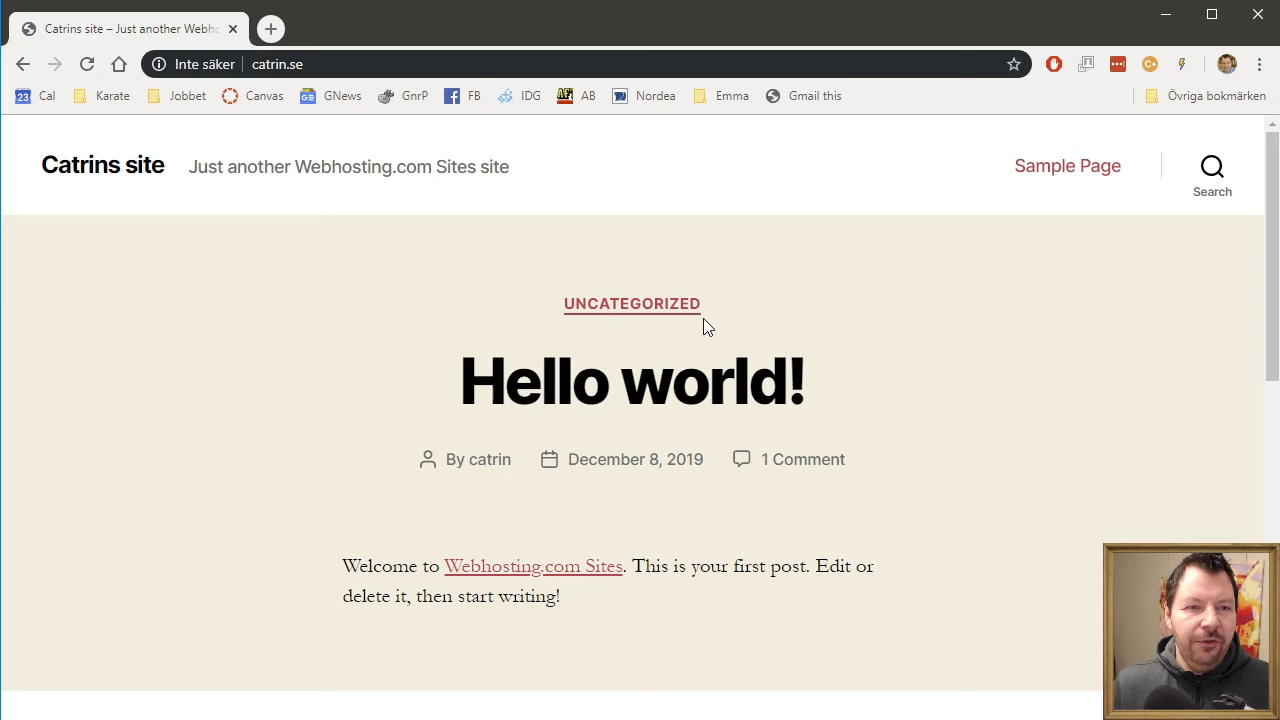 Catrins site – Just another Webho
Inte säker catrin.se
23 Cal Karate Jobbet Canvas GNews GnrP FB IDG AB Nordea Emma Gmail this Övriga bokmärken
Catrins site Just another Webhosting.com Sites site Sample Page
Search
UNCATEGORIZED
Hello world!
By catrin December 8, 2019 1 Comment
Welcome to Webhosting.com Sites. This is your first post. Edit or
delete it, then start writing!